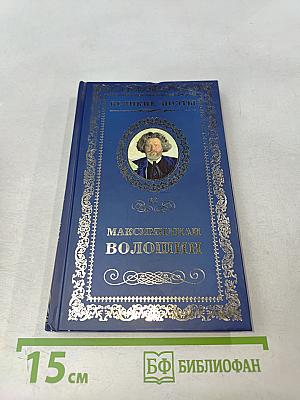 ВЕЛИКИЕ ПОЭТЫ
МАКСИМИЛИАН
ВОЛОШИН
15 см
БФ БИБЛИОФАН